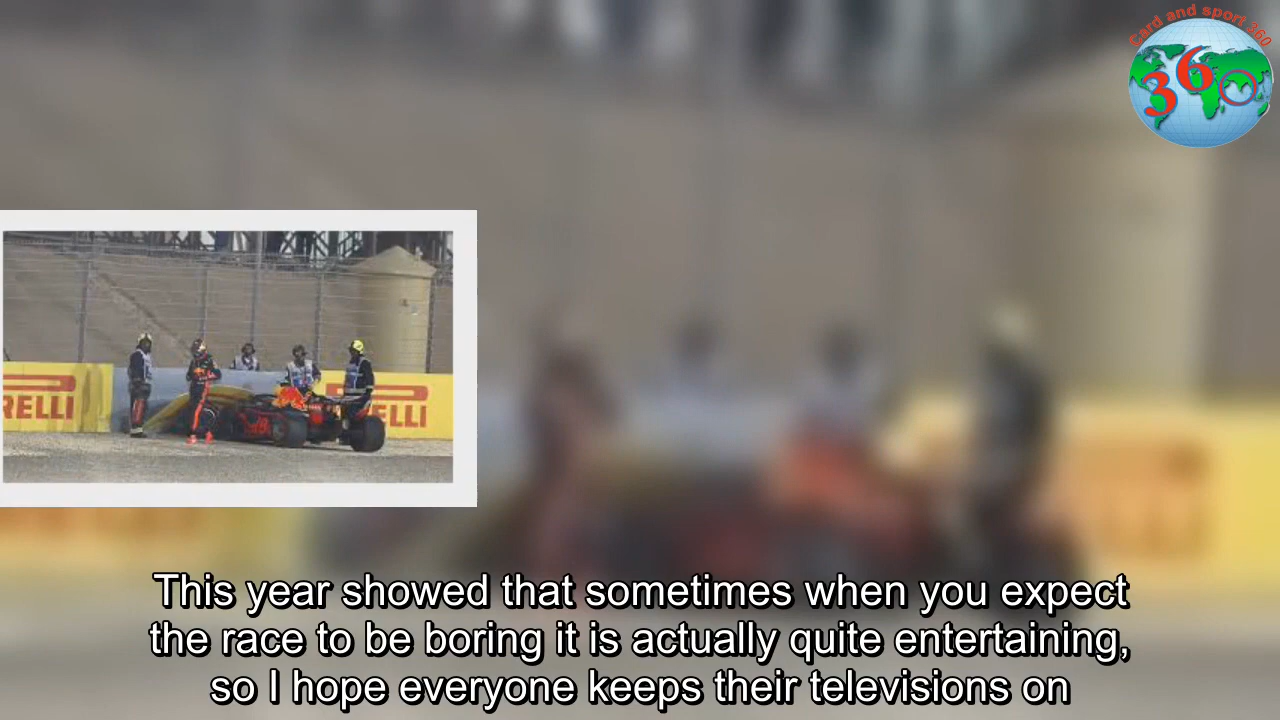 Card and sport 360
360
RELLI
ELLI
This year showed that sometimes when you expect
the race to be boring it is actually quite entertaining,
so I hope everyone keeps their televisions on